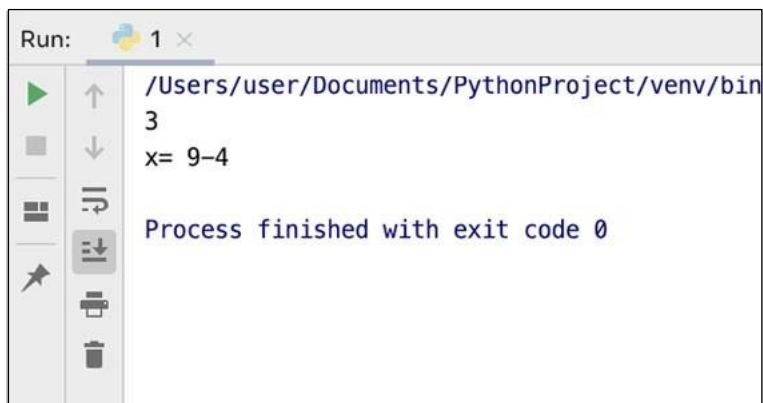 Run: 1
/Users/user/Documents/PythonProject/venv/bin
3
x= 9-4
Process finished with exit code 0